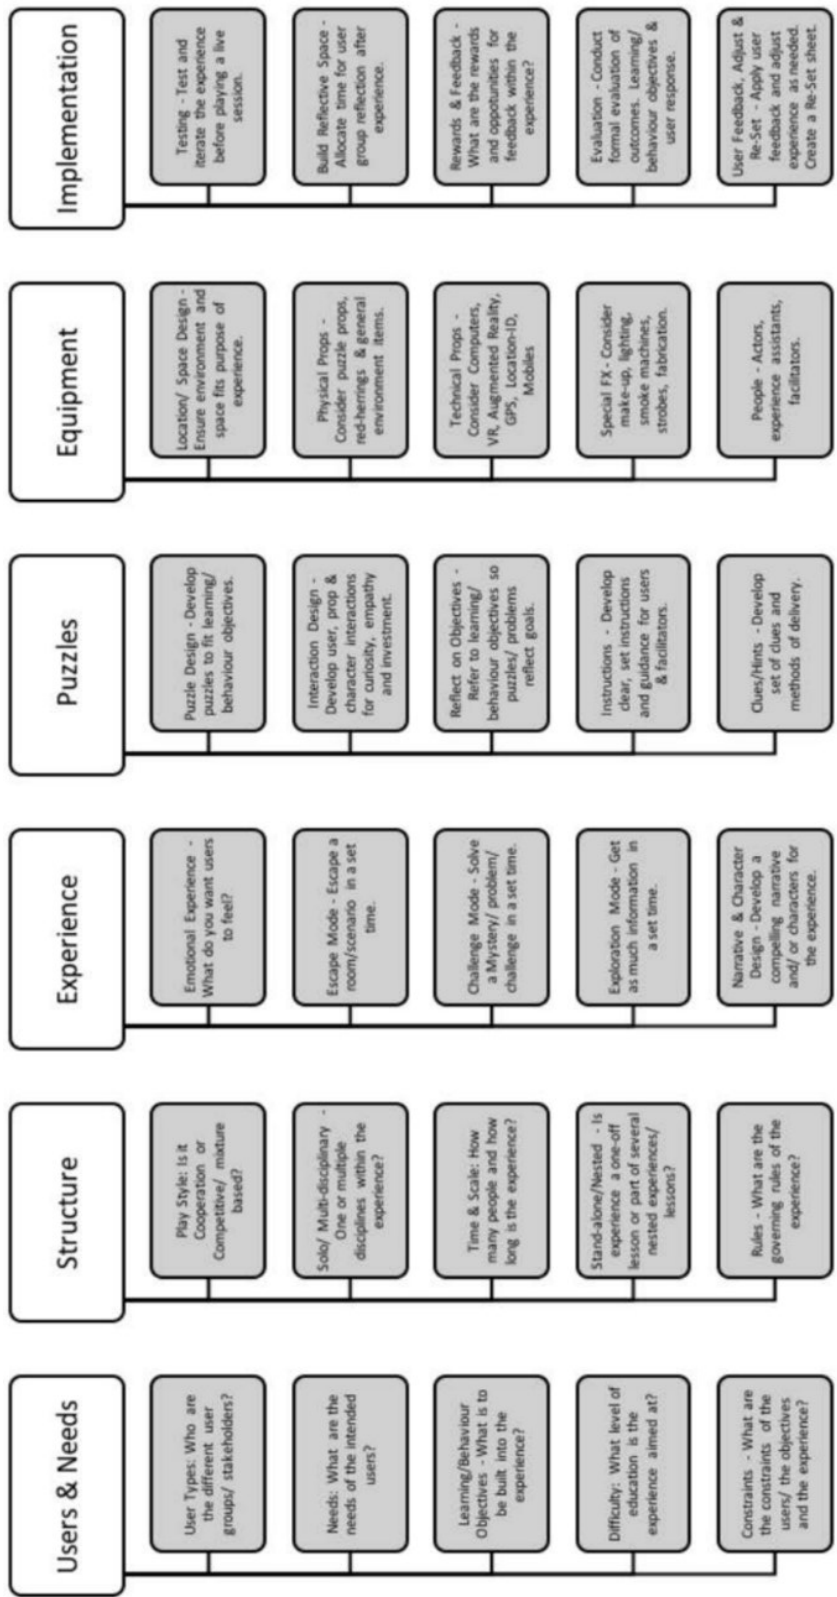 Users & Needs
User Types: Who are
the different user
groups/ stakeholders?
Needs: What are the
needs of the intended
users?
Learning/Behaviour
Objectives - What is to
be built into the
experience?
Difficulty: What level of
education is the
experience aimed at?
Constraints - What are
the constraints of the
users/ the objectives
and the experience?
Structure
Play Style: Is it
Cooperation or
Competitive/ mixture
based?
Solo/ Multi-disciplinary -
One or multiple
disciplines within the
experience?
Time & Scale: How
many people and how
long is the experience?
Stand-alone/Nested - Is
experience a one-off
lesson or part of several
nested experiences/
lessons?
Rules - What are the
governing rules of the
experience?
Experience
Emotional Experience -
What do you want users
to feel?
Escape Mode - Escape a
room/scenario in a set
time.
Challenge Mode - Solve
a Mystery/ problem/
challenge in a set time.
Exploration Mode - Get
as much information in
a set time.
Narrative & Character
Design - Develop a
compelling narrative
and/ or characters for
the experience.
Puzzles
Puzzle Design - Develop
puzzles to fit learning/
behaviour objectives.
Interaction Design -
Develop user, prop &
character interactions
for curiosity, empathy
and investment.
Reflect on Objectives -
Refer to learning/
behaviour objectives so
puzzles/ problems
reflect goals.
Instructions - Develop
clear, set instructions
and guidance for users
& facilitators.
Clues/Hints - Develop
set of clues and
methods of delivery.
Equipment
Location/ Space Design -
Ensure environment and
space fits purpose of
experience.
Physical Props -
Consider puzzle props,
red-herrings & general
environment items.
Technical Props -
Consider Computers,
VR, Augmented Reality,
GPS, Location-ID,
Mobiles
Special FX - Consider
make-up, lighting,
smoke machines,
strobes, fabrication.
People - Actors,
experience assistants,
facilitators.
Implementation
Testing - Test and
iterate the experience
before playing a live
session.
Build Reflective Space -
Allocate time for user
group reflection after
experience.
Rewards & Feedback -
What are the rewards
and oppotunities for
feedback within the
experience?
Evaluation - Conduct
formal evaluation of
outcomes. Learning/
behaviour objectives &
user response.
User Feedback, Adjust &
Re-Set - Apply user
feedback and adjust
experience as needed.
Create a Re-Set sheet.